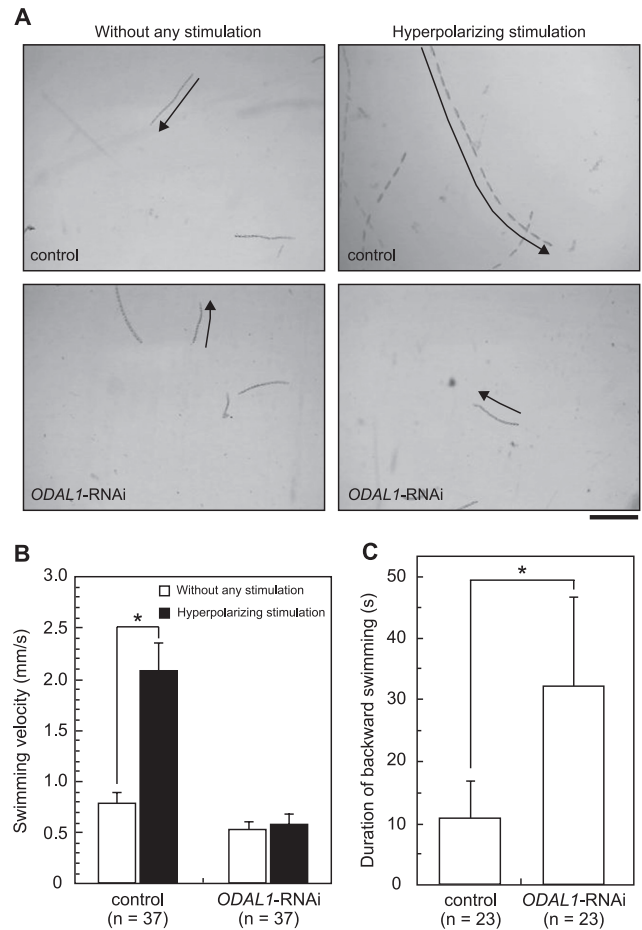 A
Without any stimulation
Hyperpolarizing stimulation
control
control
ODAL1-RNAi
ODAL1-RNAi
B
Swimming velocity (mm/s)
3.0
2.5
2.0
1.5
1.0
0.5
0
Without any stimulation
Hyperpolarizing stimulation
*
control
(n = 37)
ODAL1-RNAi
(n = 37)
C
Duration of backward swimming (s)
50
40
30
20
10
0
*
control
(n = 23)
ODAL1-RNAi
(n = 23)